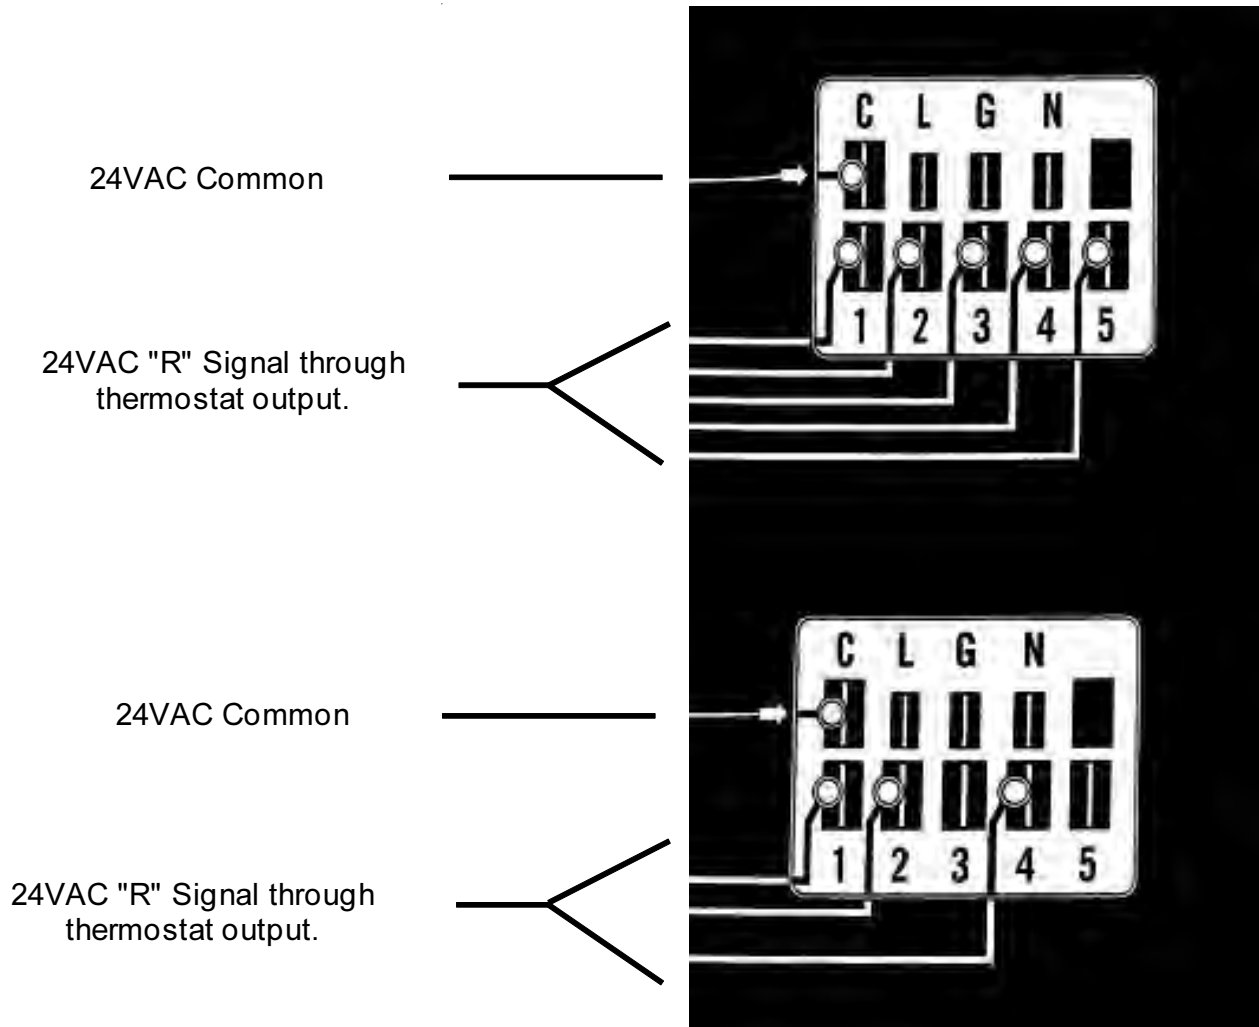 C L G N
24VAC Common
1 2 3 4 5
24VAC "R" Signal through
thermostat output.
C L G N
24VAC Common
1 2 3 4 5
24VAC "R" Signal through
thermostat output.